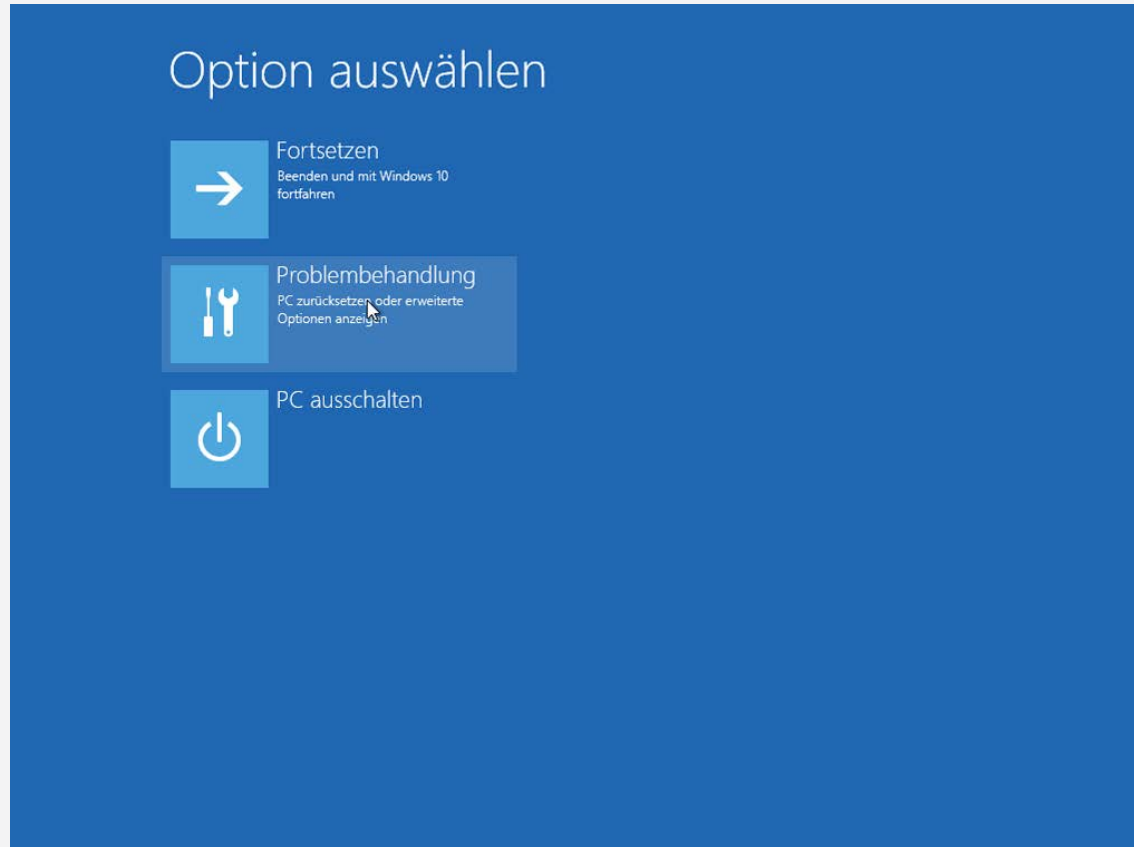 Option auswählen
Fortsetzen
Beenden und mit Windows 10
fortfahren
Problembehandlung
PC zurücksetzen oder erweiterte
Optionen anzeigen
PC ausschalten